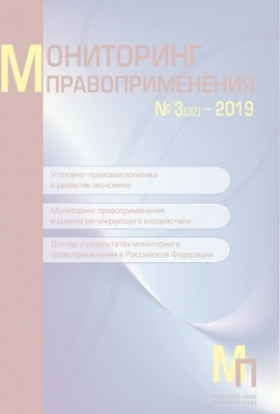 МОНИТОРИНГ
ПРАВОПРИМЕНЕНИЯ
№ 3(32) – 2019
Уголовно-правовая политика
и развитие экономики
Мониторинг правоприменения
и оценка регулирующего воздействия
Доклад о результатах мониторинга
правоприменения в Российской Федерации
МП